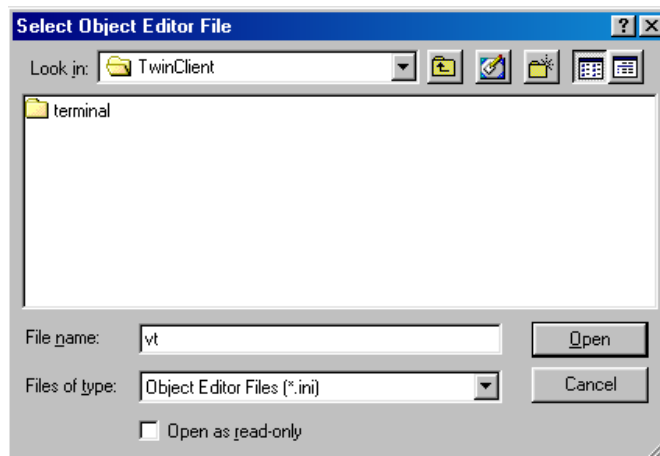 Select Object Editor File
Look in: TwinClient
terminal
File name: vt Open
Files of type: Object Editor Files (*.ini) Cancel
Open as read-only